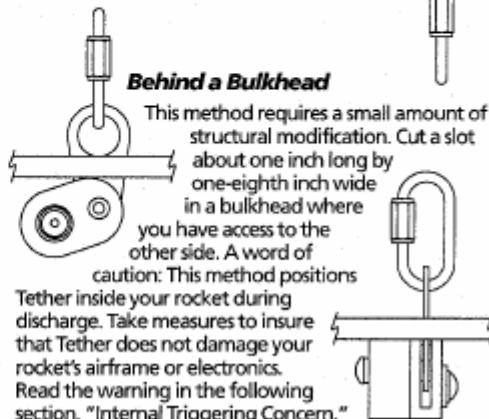 Behind a Bulkhead
This method requires a small amount of
structural modification. Cut a slot
about one inch long by
one-eighth inch wide
in a bulkhead where
you have access to the
other side. A word of
caution: This method positions
Tether inside your rocket during
discharge. Take measures to insure
that Tether does not damage your
rocket's airframe or electronics.
Read the warning in the following
section, "Internal Triggering Concern."